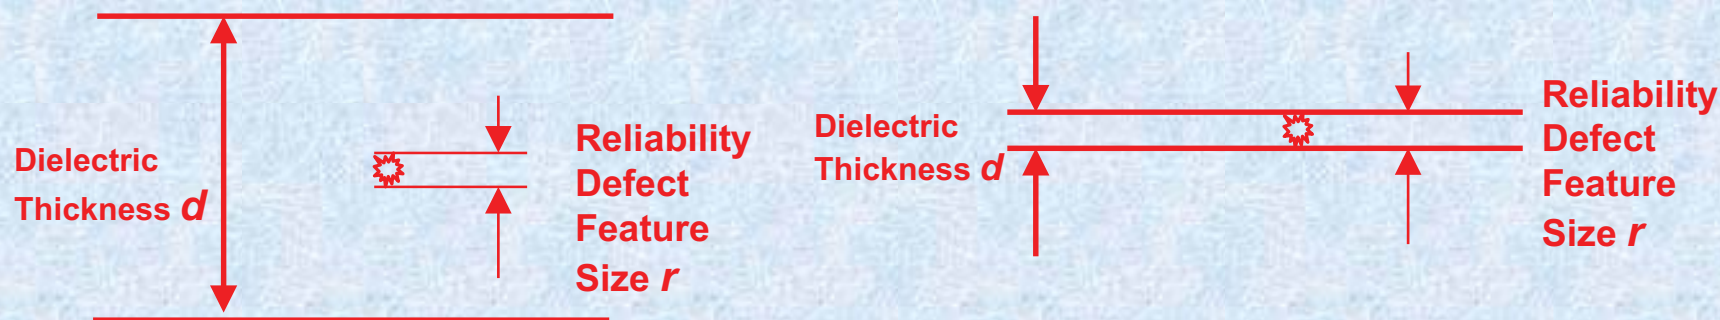 Dielectric
Thickness d
Reliability
Defect
Feature
Size r
Dielectric
Thickness d
Reliability
Defect
Feature
Size r